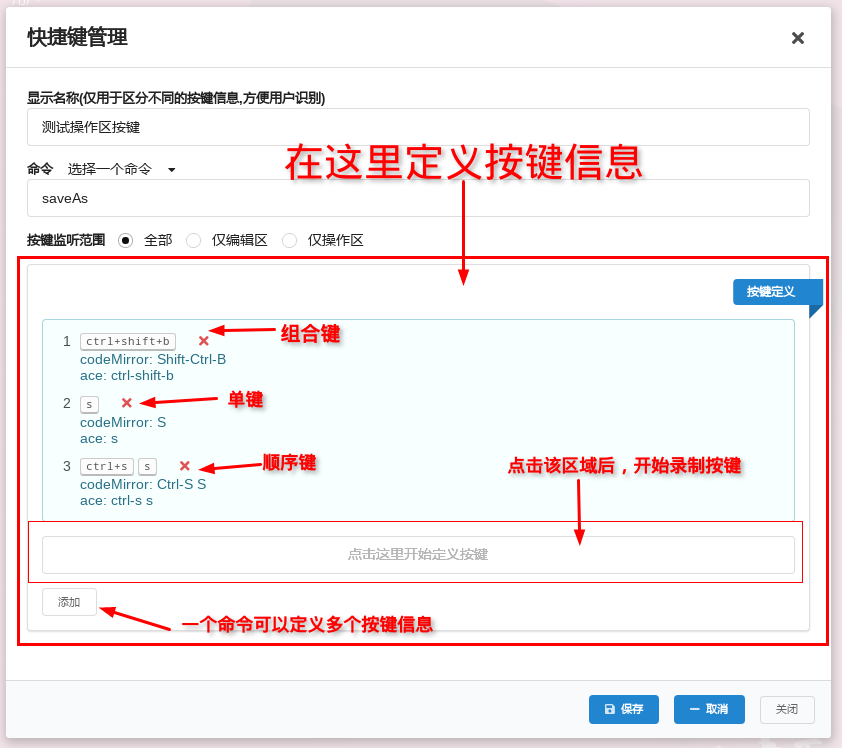 快捷键管理
显示名称(仅用于区分不同的按键信息,方便用户识别)
测试操作区按键
命令 选择一个命令
在这里定义按键信息
saveAs
按键监听范围 全部 仅编辑区 仅操作区
按键定义
1 ctrl+shift+b
组合键
codeMirror: Shift-Ctrl-B
ace: ctrl-shift-b
2 s
单键
codeMirror: S
ace: s
3 ctrl+s s
顺序键
codeMirror: Ctrl-S S
ace: ctrl-s s
点击该区域后，开始录制按键
点击这里开始定义按键
添加
一个命令可以定义多个按键信息
保存 取消 关闭